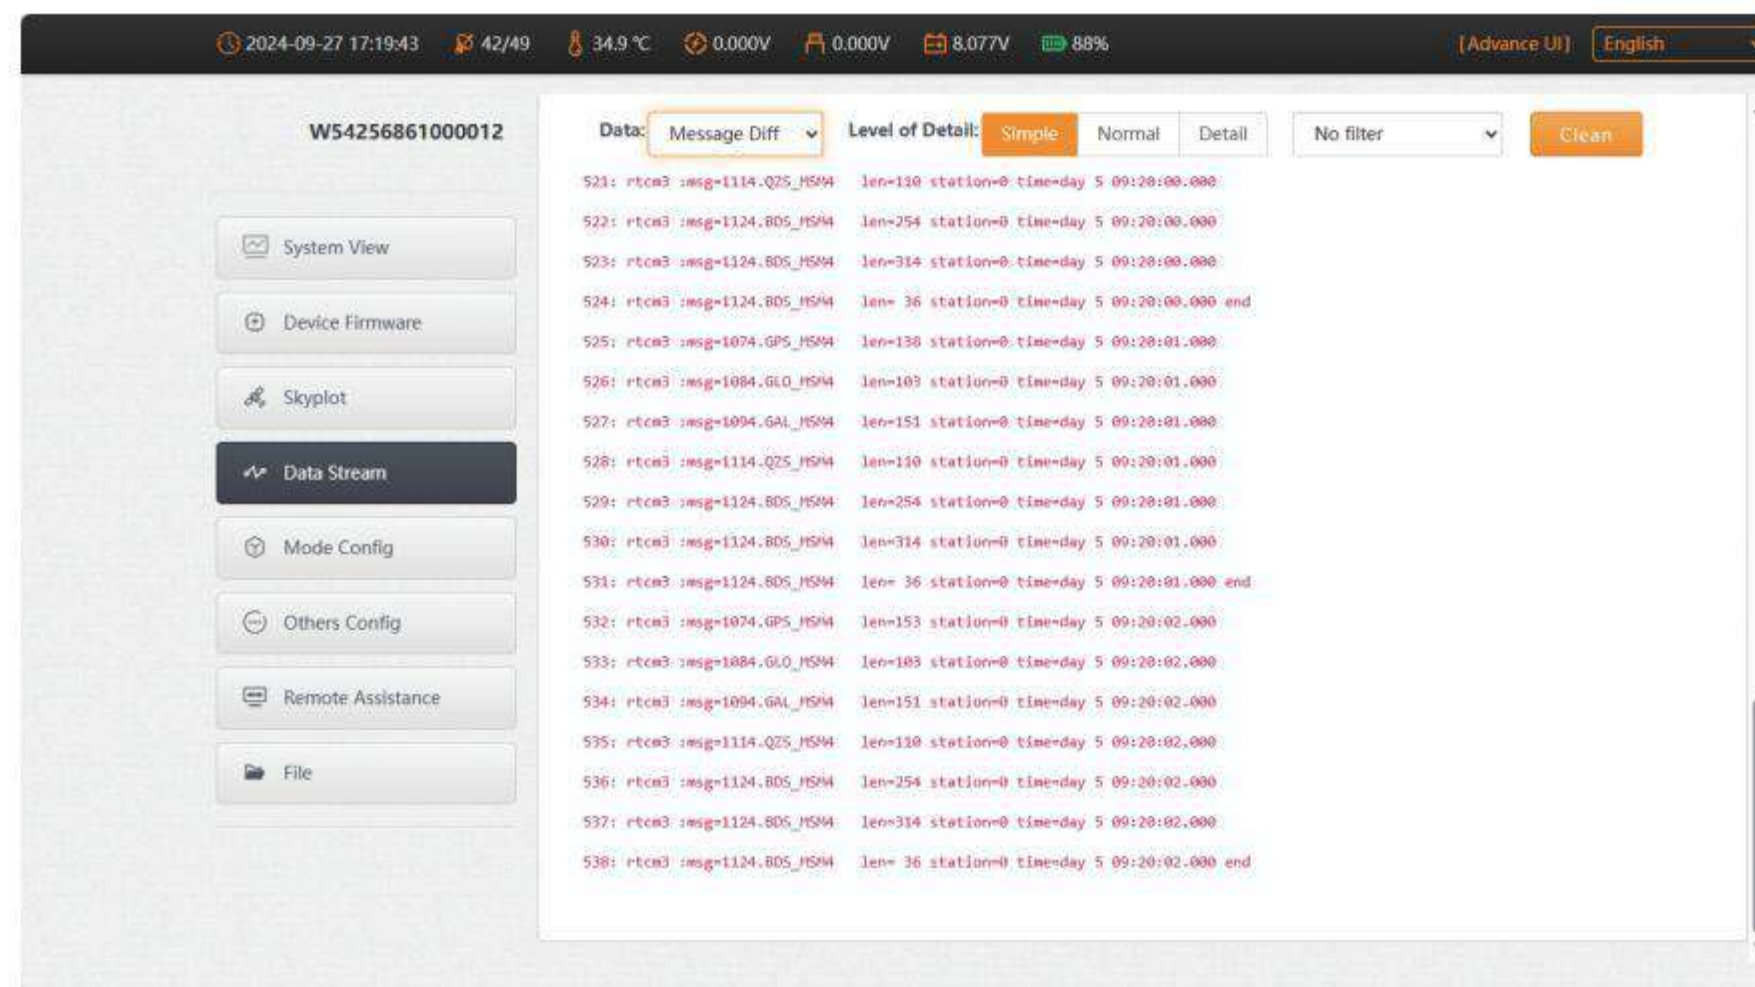 2024-09-27 17:19:43 42/49 34.9 ℃ 0.000V 0.000V 8.077V 88% [Advance UI] English
W54256861000012
Data: Message Diff Level of Detail: Simple Normal Detail No filter Clean
System View
Device Firmware
Skyplot
Data Stream
Mode Config
Others Config
Remote Assistance
File
521: rtcm3 :msg=1114.QZS_MSM4 len=110 station=0 time=day 5 09:20:00.000
522: rtcm3 :msg=1124.BDS_MSM4 len=254 station=0 time=day 5 09:20:00.000
523: rtcm3 :msg=1124.BDS_MSM4 len=314 station=0 time=day 5 09:20:00.000
524: rtcm3 :msg=1124.BDS_MSM4 len= 36 station=0 time=day 5 09:20:00.000 end
525: rtcm3 :msg=1074.GPS_MSM4 len=138 station=0 time=day 5 09:20:01.000
526: rtcm3 :msg=1084.GLO_MSM4 len=103 station=0 time=day 5 09:20:01.000
527: rtcm3 :msg=1094.GAL_MSM4 len=151 station=0 time=day 5 09:20:01.000
528: rtcm3 :msg=1114.QZS_MSM4 len=110 station=0 time=day 5 09:20:01.000
529: rtcm3 :msg=1124.BDS_MSM4 len=254 station=0 time=day 5 09:20:01.000
530: rtcm3 :msg=1124.BDS_MSM4 len=314 station=0 time=day 5 09:20:01.000
531: rtcm3 :msg=1124.BDS_MSM4 len= 36 station=0 time=day 5 09:20:01.000 end
532: rtcm3 :msg=1074.GPS_MSM4 len=153 station=0 time=day 5 09:20:02.000
533: rtcm3 :msg=1084.GLO_MSM4 len=103 station=0 time=day 5 09:20:02.000
534: rtcm3 :msg=1094.GAL_MSM4 len=151 station=0 time=day 5 09:20:02.000
535: rtcm3 :msg=1114.QZS_MSM4 len=110 station=0 time=day 5 09:20:02.000
536: rtcm3 :msg=1124.BDS_MSM4 len=254 station=0 time=day 5 09:20:02.000
537: rtcm3 :msg=1124.BDS_MSM4 len=314 station=0 time=day 5 09:20:02.000
538: rtcm3 :msg=1124.BDS_MSM4 len= 36 station=0 time=day 5 09:20:02.000 end